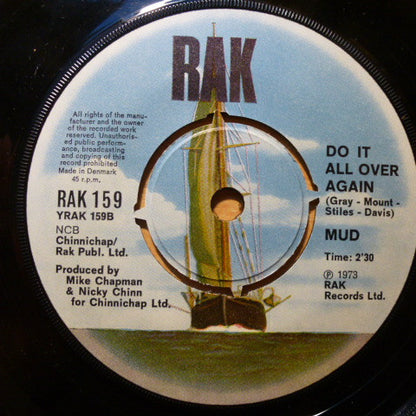 RAK
All rights of the manu-
facturer and the owner
of the recorded work
reserved. Unauthoris-
ed public perform-
ance, broadcasting
and copying of this
record prohibited
Made in Denmark
45 r.p.m.
RAK 159
YRAK 159B
NCB
Chinnichap/
Rak Publ. Ltd.
Produced by
Mike Chapman
& Nicky Chinn
for Chinnichap Ltd.
DO IT
ALL OVER
AGAIN
(Gray - Mount -
Stiles - Davis)
MUD
Time: 2'30
Ⓟ 1973
RAK
Records Ltd.